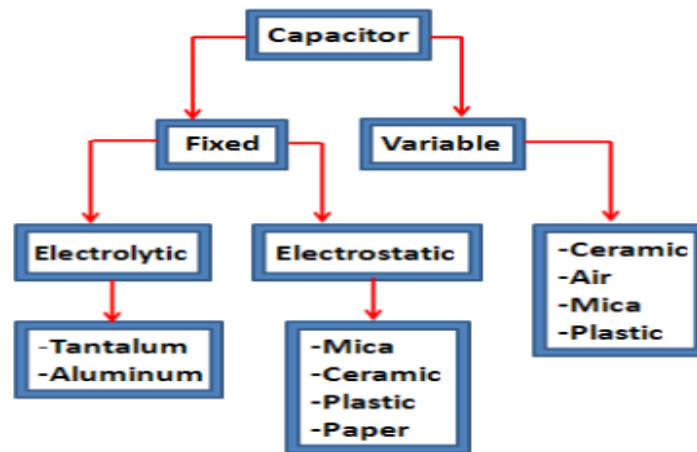 Capacitor
Fixed
Variable
Electrolytic
Electrostatic
-Ceramic
-Air
-Mica
-Plastic
-Tantalum
-Aluminum
-Mica
-Ceramic
-Plastic
-Paper